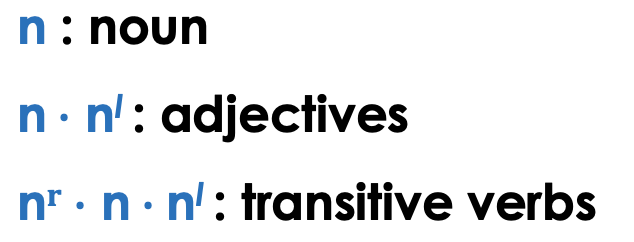 n : noun
n · nˡ : adjectives
nʳ · n · nˡ : transitive verbs